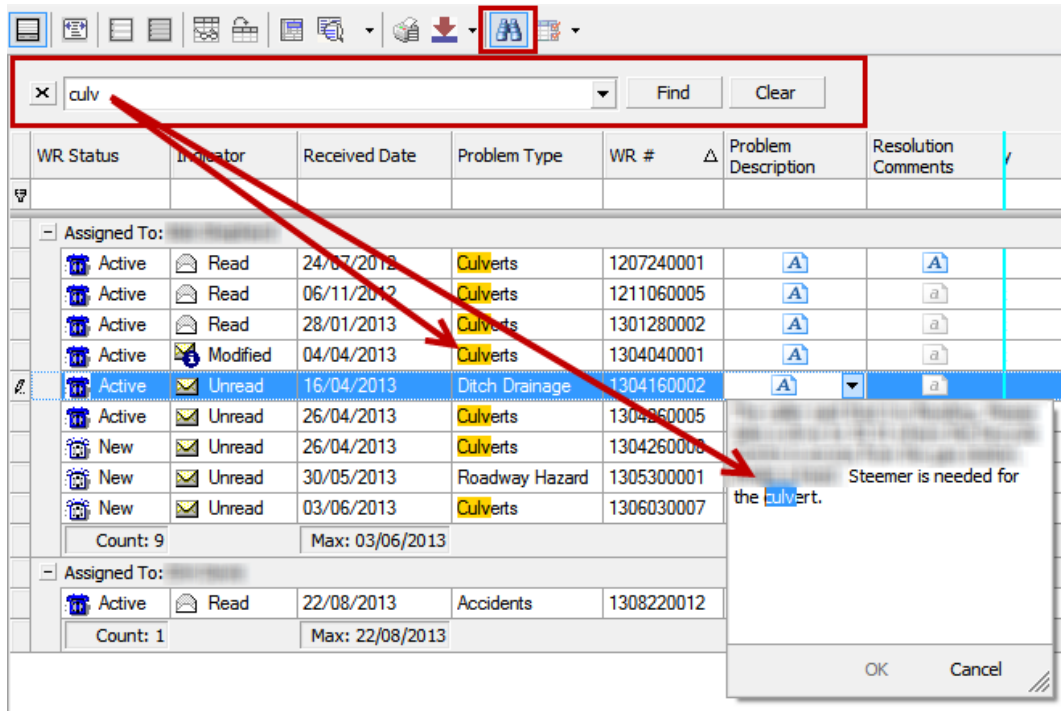 culv Find Clear
WR Status Indicator Received Date Problem Type WR # Problem Description Resolution Comments y
Assigned To:
Active Read 24/07/2012 Culverts 1207240001 A A
Active Read 06/11/2012 Culverts 1211060005 A a
Active Read 28/01/2013 Culverts 1301280002 A a
Active Modified 04/04/2013 Culverts 1304040001 A a
Active Unread 16/04/2013 Ditch Drainage 1304160002 A a
Active Unread 26/04/2013 Culverts 1304260005
New Unread 26/04/2013 Culverts
New Unread 30/05/2013 Roadway Hazard 1305300001
Steemer is needed for
the culvert.
New Unread 03/06/2013 Culverts 1306030007
Count: 9 Max: 03/06/2013
Assigned To:
Active Read 22/08/2013 Accidents 1308220012
Count: 1 Max: 22/08/2013
OK Cancel